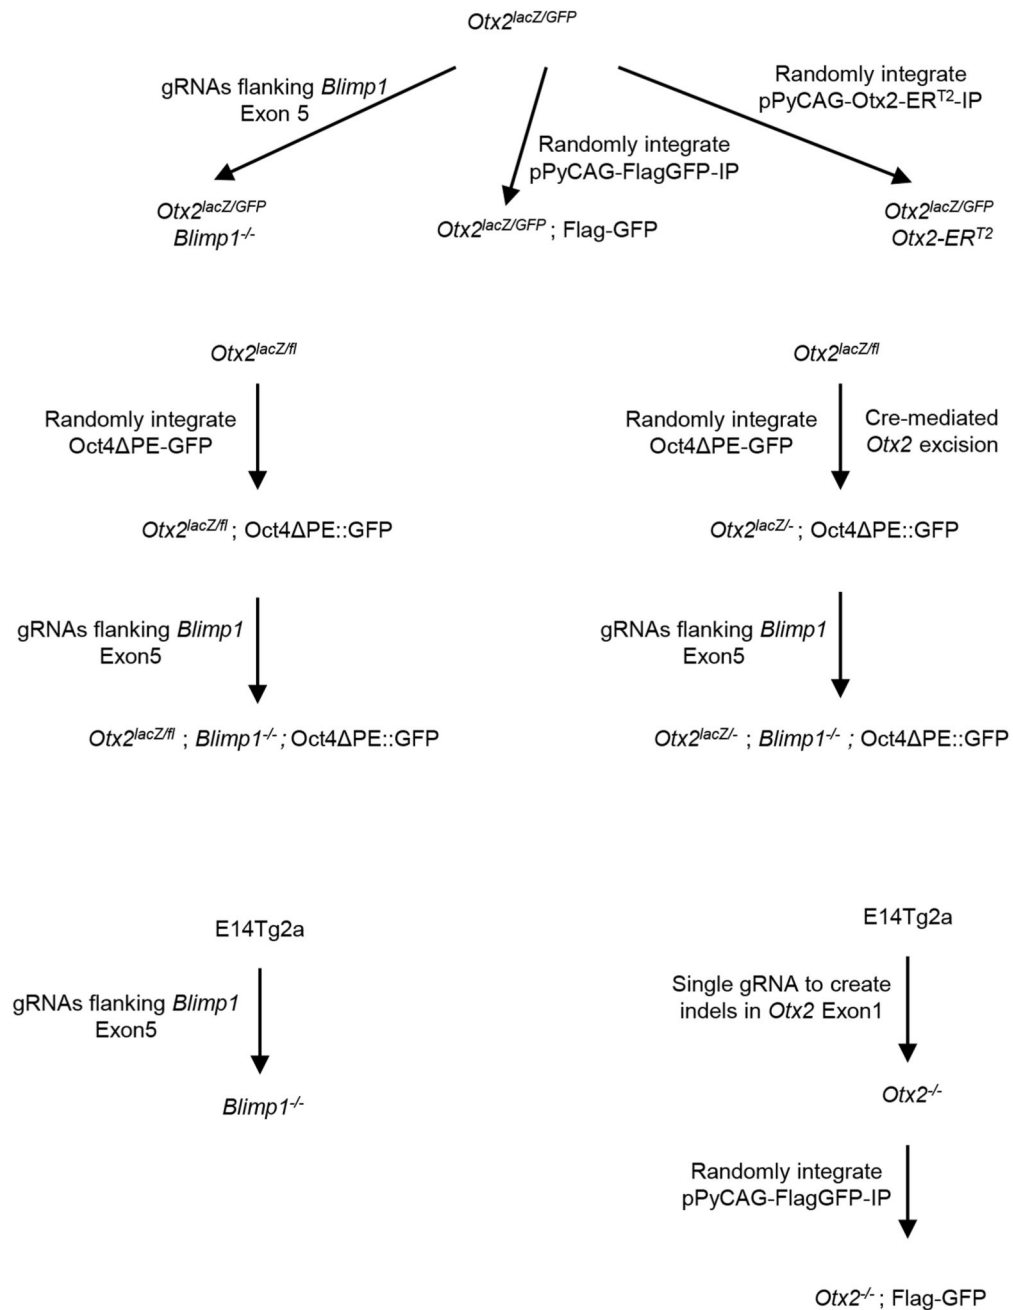 Otx2lacZ/GFP
gRNAs flanking Blimp1
Exon 5
Randomly integrate
pPyCAG-FlagGFP-IP
Randomly integrate
pPyCAG-Otx2-ERT2-IP
Otx2lacZ/GFP
Blimp1-/-
Otx2lacZ/GFP ; Flag-GFP
Otx2lacZ/GFP
Otx2-ERT2
Otx2lacZ/fl
Randomly integrate
Oct4ΔPE-GFP
Otx2lacZ/fl ; Oct4ΔPE::GFP
gRNAs flanking Blimp1
Exon5
Otx2lacZ/fl ; Blimp1-/- ; Oct4ΔPE::GFP
Otx2lacZ/fl
Randomly integrate
Oct4ΔPE-GFP
Cre-mediated
Otx2 excision
Otx2lacZ/- ; Oct4ΔPE::GFP
gRNAs flanking Blimp1
Exon5
Otx2lacZ/- ; Blimp1-/- ; Oct4ΔPE::GFP
E14Tg2a
gRNAs flanking Blimp1
Exon5
Blimp1-/-
E14Tg2a
Single gRNA to create
indels in Otx2 Exon1
Otx2-/-
Randomly integrate
pPyCAG-FlagGFP-IP
Otx2-/- ; Flag-GFP